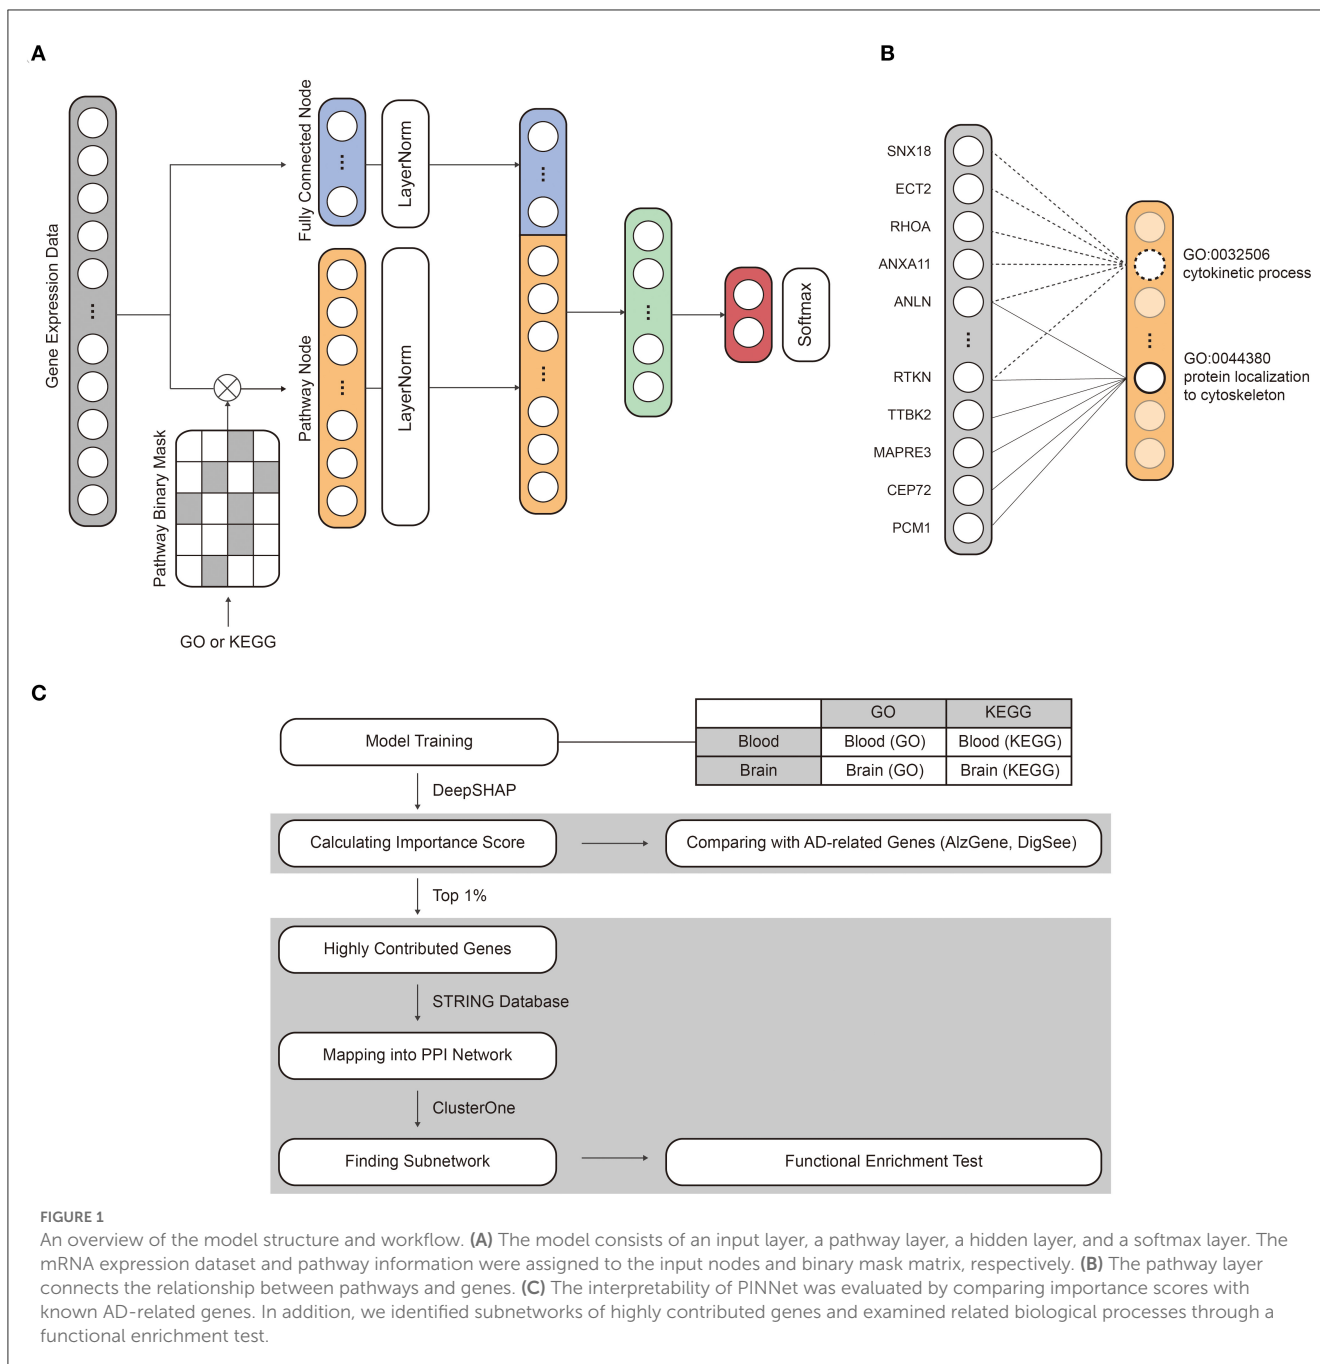 A
Gene Expression Data
Fully Connected Node
LayerNorm
Pathway Node
LayerNorm
Pathway Binary Mask
GO or KEGG
Softmax
B
SNX18
ECT2
RHOA
ANXA11
ANLN
RTKN
TTBK2
MAPRE3
CEP72
PCM1
GO:0032506
cytokinetic process
GO:0044380
protein localization
to cytoskeleton
C
Model Training
GO KEGG
Blood Blood (GO) Blood (KEGG)
Brain Brain (GO) Brain (KEGG)
DeepSHAP
Calculating Importance Score
Comparing with AD-related Genes (AlzGene, DigSee)
Top 1%
Highly Contributed Genes
STRING Database
Mapping into PPI Network
ClusterOne
Finding Subnetwork
Functional Enrichment Test
FIGURE 1
An overview of the model structure and workflow. (A) The model consists of an input layer, a pathway layer, a hidden layer, and a softmax layer. The
mRNA expression dataset and pathway information were assigned to the input nodes and binary mask matrix, respectively. (B) The pathway layer
connects the relationship between pathways and genes. (C) The interpretability of PINNet was evaluated by comparing importance scores with
known AD-related genes. In addition, we identified subnetworks of highly contributed genes and examined related biological processes through a
functional enrichment test.